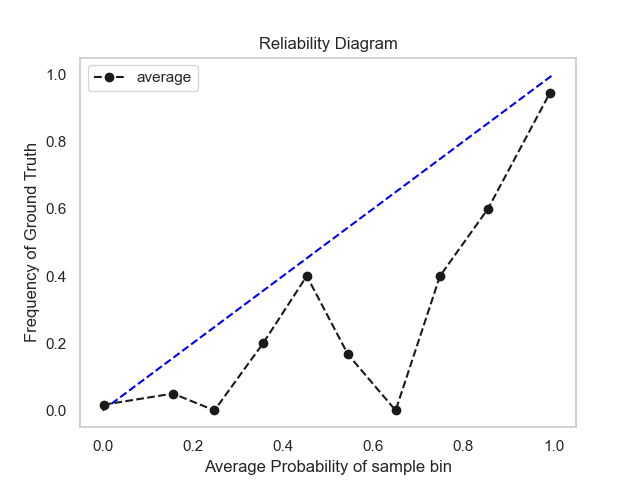 Reliability Diagram
average
Frequency of Ground Truth
1.0
0.8
0.6
0.4
0.2
0.0
0.0 0.2 0.4 0.6 0.8 1.0
Average Probability of sample bin